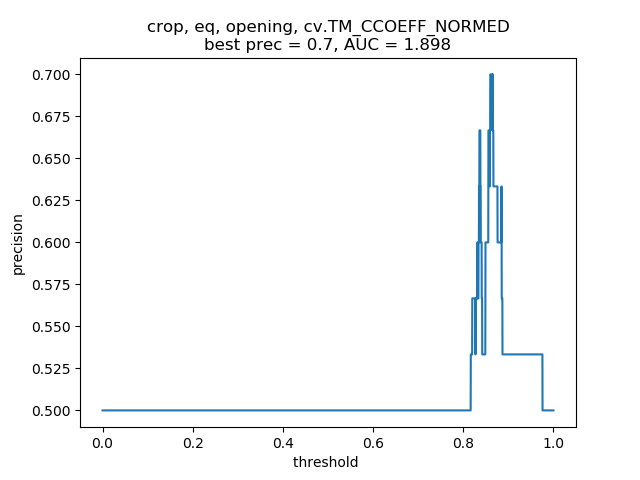 crop, eq, opening, cv.TM_CCOEFF_NORMED
best prec = 0.7, AUC = 1.898
0.700
0.675
0.650
0.625
0.600
0.575
0.550
0.525
0.500
precision
0.0 0.2 0.4 0.6 0.8 1.0
threshold